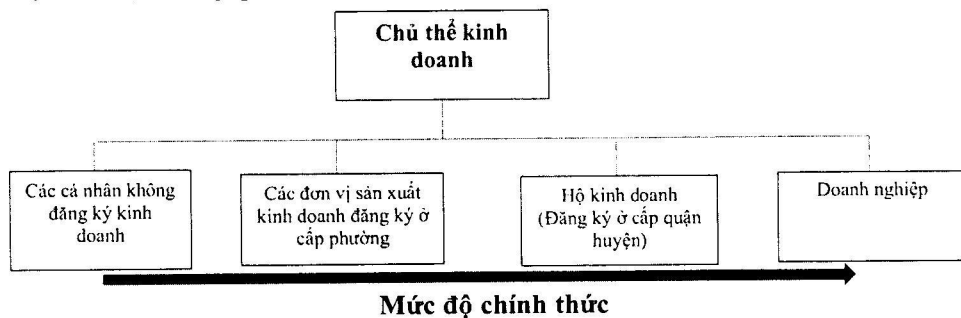 Chủ thể kinh
doanh
Các cá nhân không
đăng ký kinh
doanh
Các đơn vị sản xuất
kinh doanh đăng ký ở
cấp phường
Hộ kinh doanh
(Đăng ký ở cấp quận
huyện)
Doanh nghiệp
Mức độ chính thức